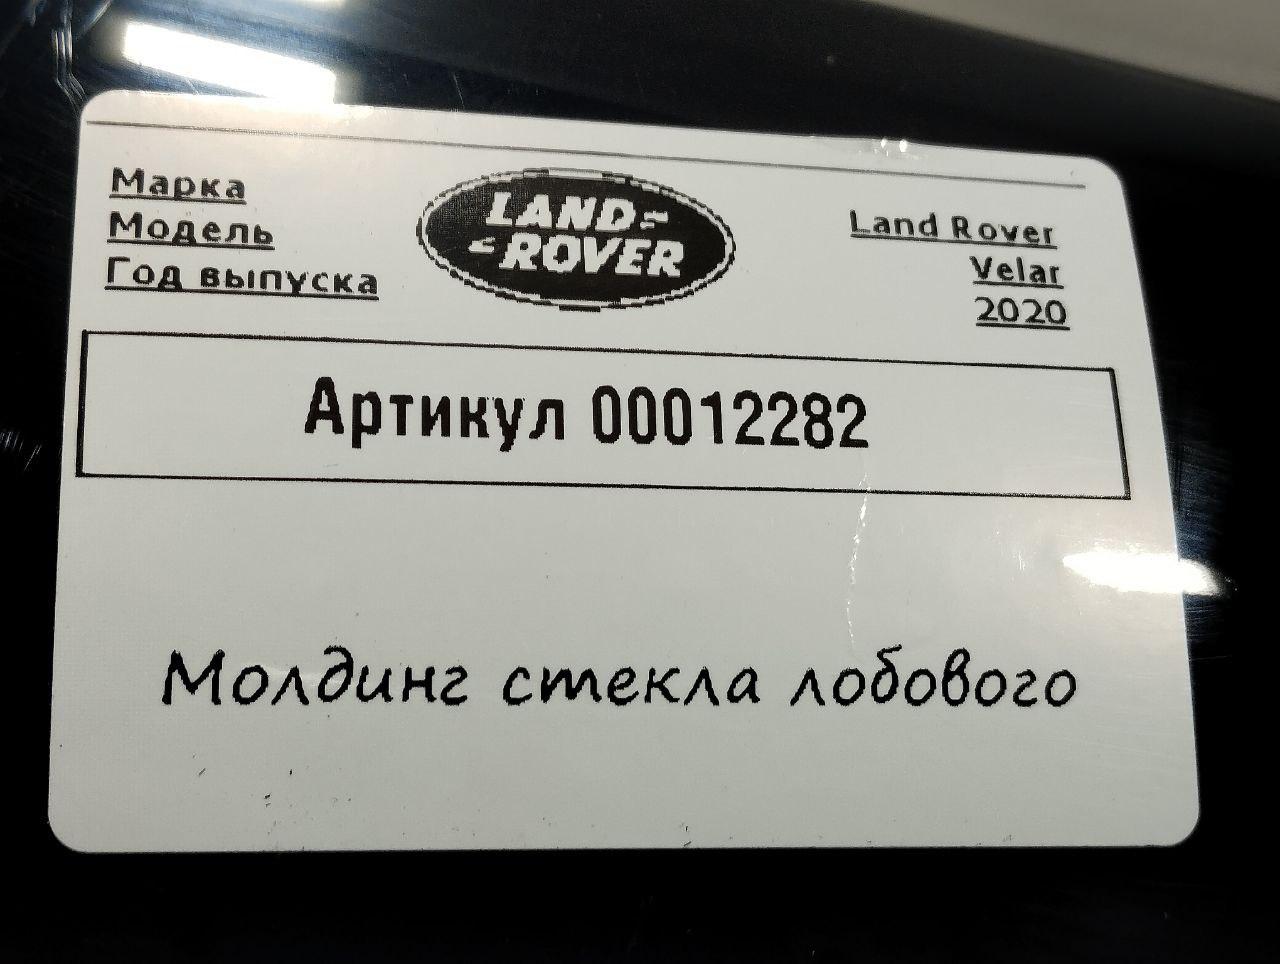 Марка
Модель
Год выпуска
LAND
ROVER
Land Rover
Velar
2020
Артикул 00012282
Молдинг стекла лобового